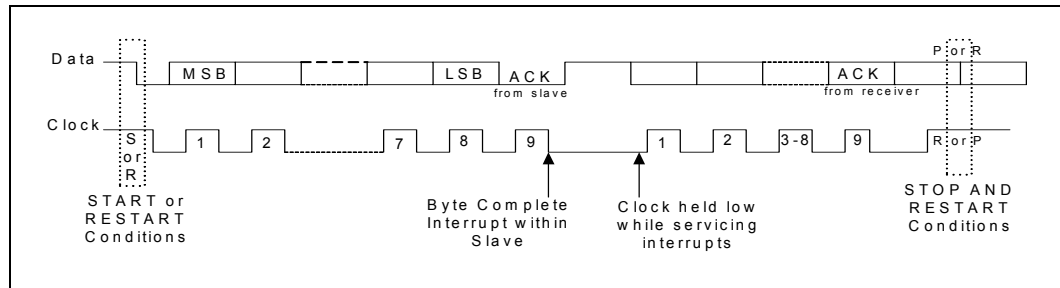 Data
MSB
LSB
ACK
from slave
ACK
from receiver
P or R
Clock
S
or
R
1
2
7
8
9
1
2
3-8
9
R or P
START or
RESTART
Conditions
Byte Complete
Interrupt within
Slave
Clock held low
while servicing
interrupts
STOP AND
RESTART
Conditions